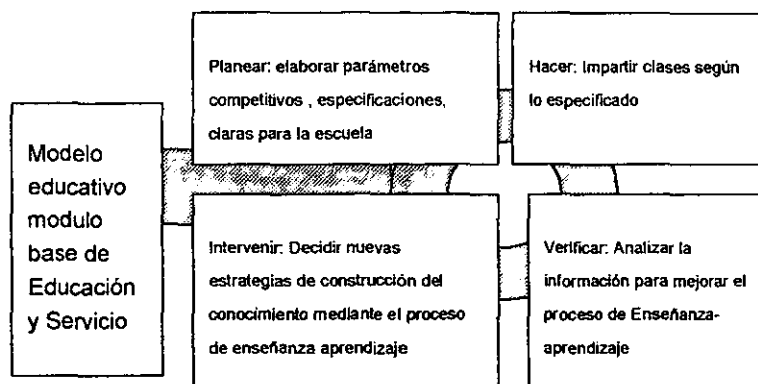 Modelo
educativo
modulo
base de
Educación
y Servicio
Planear: elaborar parámetros
competitivos , especificaciones,
claras para la escuela
Hacer: Impartir clases según
lo especificado
Intervenir: Decidir nuevas
estrategias de construcción del
conocimiento mediante el proceso
de enseñanza aprendizaje
Verificar: Analizar la
información para mejorar el
proceso de Enseñanza-
aprendizaje